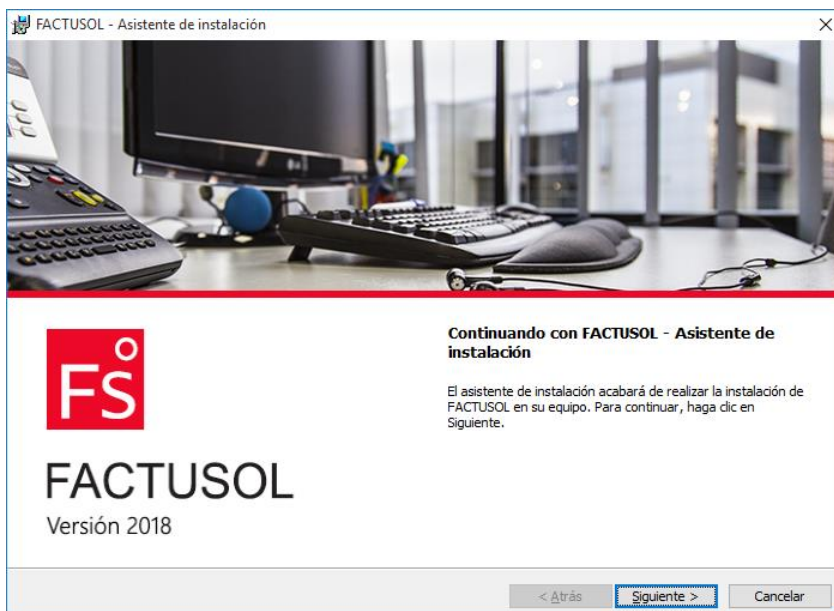 FACTUSOL - Asistente de instalación
Continuando con FACTUSOL - Asistente de
instalación
El asistente de instalación acabará de realizar la instalación de
FACTUSOL en su equipo. Para continuar, haga clic en
Siguiente.
Fs
FACTUSOL
Versión 2018
< Atrás
Siguiente >
Cancelar